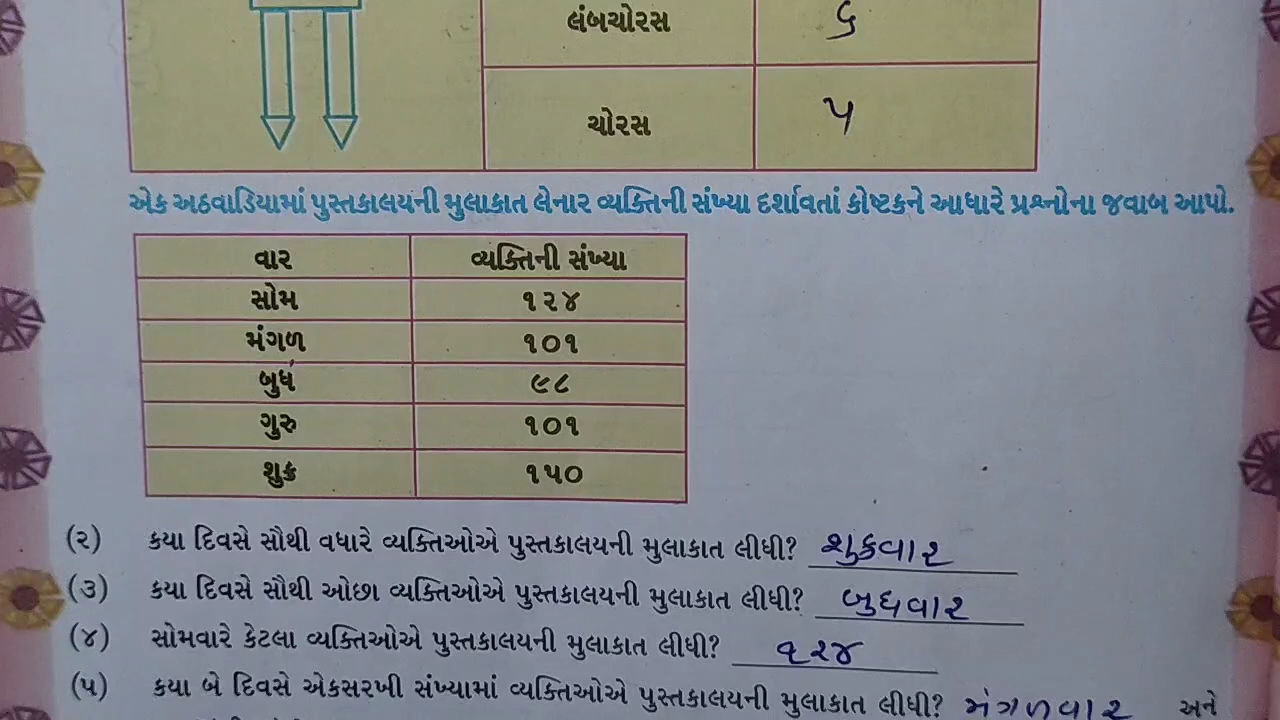 લંબચોરસ ૬
ચોરસ ૫
એક અઠવાડિયામાં પુસ્તકાલયની મુલાકાત લેનાર વ્યક્તિની સંખ્યા દર્શાવતાં કોષ્ટકને આધારે પ્રશ્નોના જવાબ આપો.
વાર વ્યક્તિની સંખ્યા
સોમ ૧૨૪
મંગળ ૧૦૧
બુધ ૯૮
ગુરુ ૧૦૧
શુક્ર ૧૫૦
(૨) કયા દિવસે સૌથી વધારે વ્યક્તિઓએ પુસ્તકાલયની મુલાકાત લીધી? શુક્રવાર
(૩) કયા દિવસે સૌથી ઓછા વ્યક્તિઓએ પુસ્તકાલયની મુલાકાત લીધી? બુધવાર
(૪) સોમવારે કેટલા વ્યક્તિઓએ પુસ્તકાલયની મુલાકાત લીધી? ૧૨૪
(૫) કયા બે દિવસે એકસરખી સંખ્યામાં વ્યક્તિઓએ પુસ્તકાલયની મુલાકાત લીધી? મંગળવાર અને